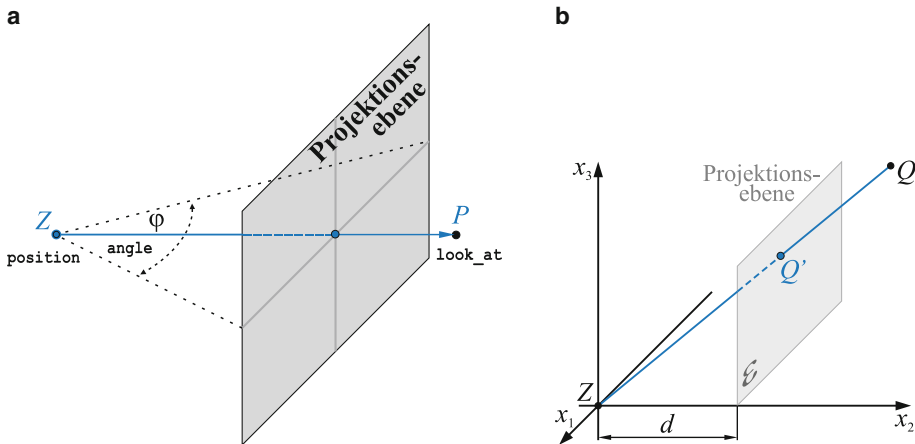 a
Projektions-
ebene
Z
φ
P
angle
position
look_at
b
x3
Projektions-
ebene
Q
Q’
Z
ℰ
x1
d
x2